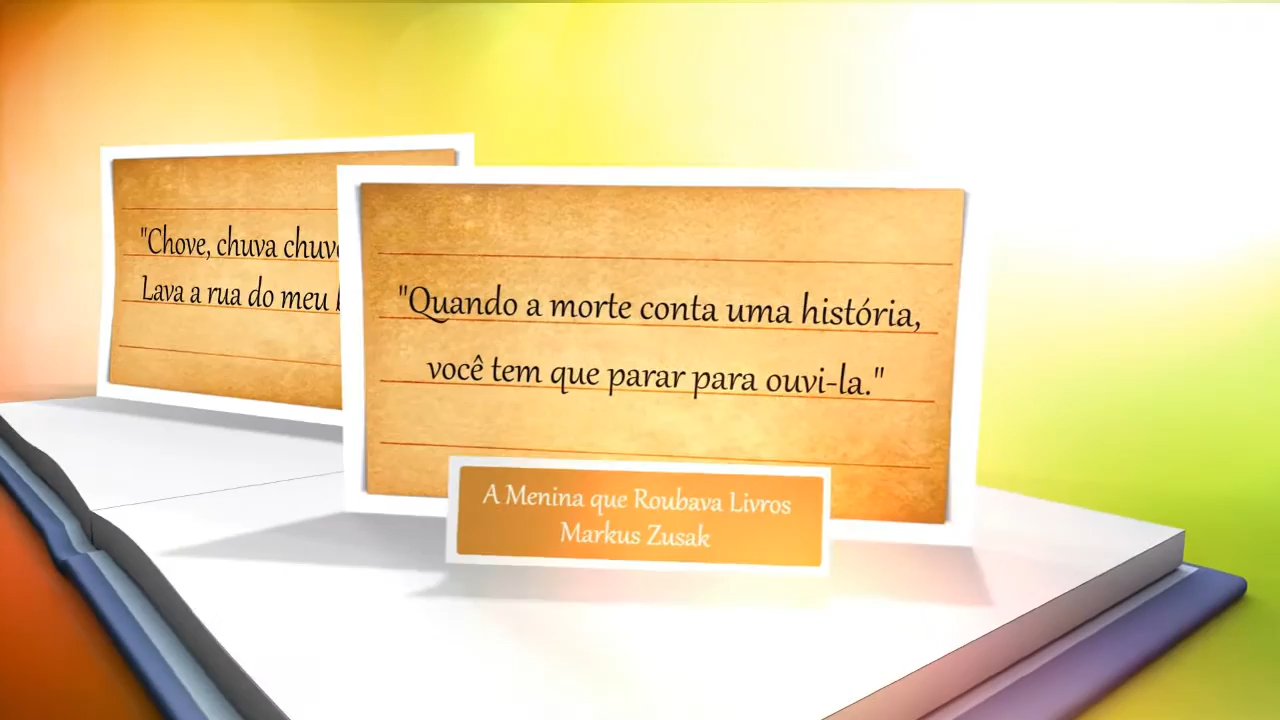 "Chove, chuva
Lava a rua do meu
"Quando a morte conta uma história,
você tem que parar para ouvi-la."
A Menina que Roubava Livros
Markus Zusak